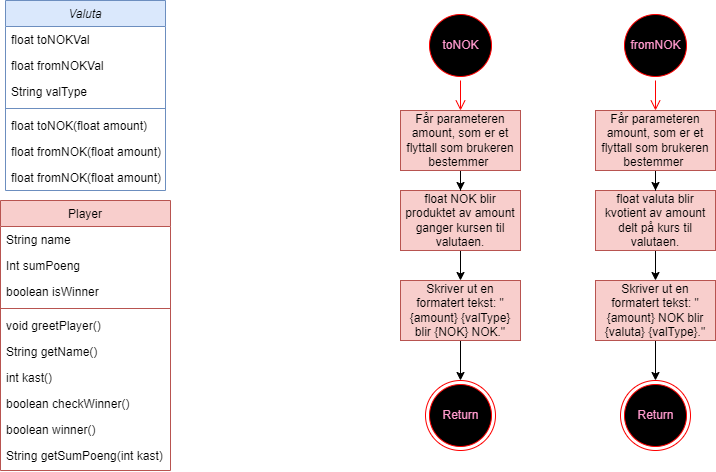 Valuta
float toNOKVal
float fromNOKVal
String valType
float toNOK(float amount)
float fromNOK(float amount)
float fromNOK(float amount)
Player
String name
Int sumPoeng
boolean isWinner
void greetPlayer()
String getName()
int kast()
boolean checkWinner()
boolean winner()
String getSumPoeng(int kast)
toNOK
Får parameteren
amount, som er et
flyttall som brukeren
bestemmer
float NOK blir
produktet av amount
ganger kursen til
valutaen.
Skriver ut en
formatert tekst: "
{amount} {valType}
blir {NOK} NOK."
Return
fromNOK
Får parameteren
amount, som er et
flyttall som brukeren
bestemmer
float valuta blir
kvotient av amount
delt på kurs til
valutaen.
Skriver ut en
formatert tekst: "
{amount} NOK blir
{valuta} {valType}."
Return